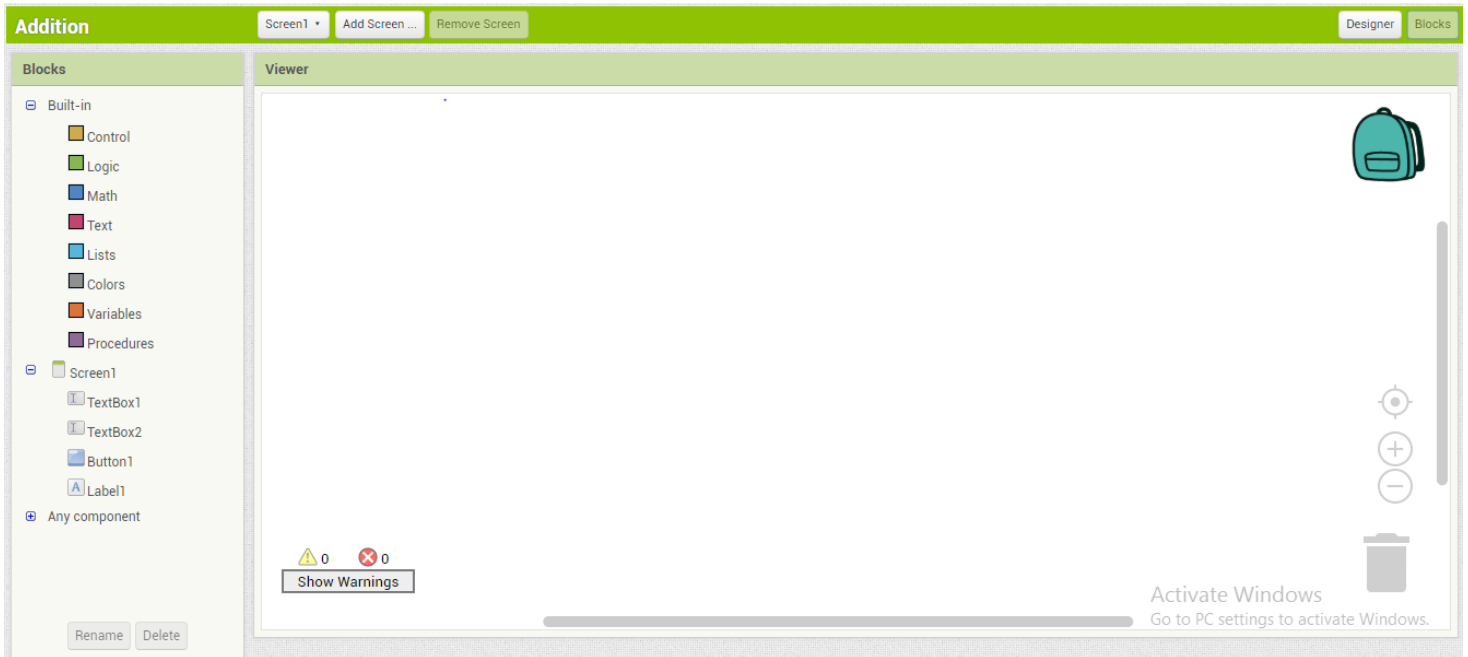 Addition
Screen1 ▾ Add Screen ... Remove Screen
Designer Blocks
Blocks
Viewer
Built-in
Control
Logic
Math
Text
Lists
Colors
Variables
Procedures
Screen1
TextBox1
TextBox2
Button1
A Label1
Any component
0 0
Show Warnings
Rename Delete
Activate Windows
Go to PC settings to activate Windows.